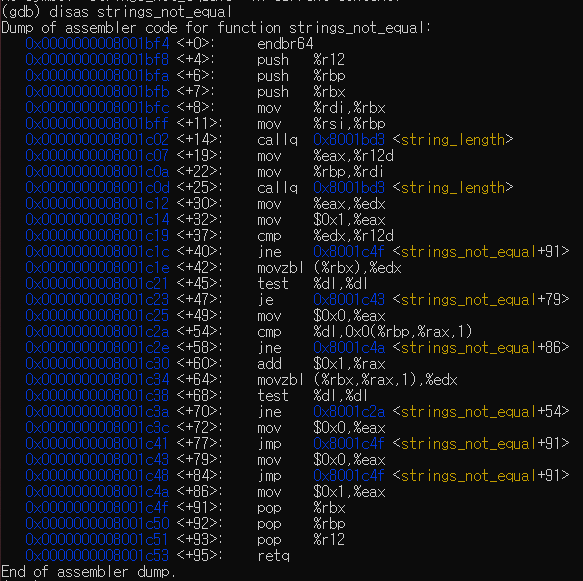 (gdb) disas strings_not_equal
Dump of assembler code for function strings_not_equal:
0x0000000008001bf4 <+0>: endbr64
0x0000000008001bf8 <+4>: push %r12
0x0000000008001bfa <+6>: push %rbp
0x0000000008001bfb <+7>: push %rbx
0x0000000008001bfc <+8>: mov %rdi,%rbx
0x0000000008001bff <+11>: mov %rsi,%rbp
0x0000000008001c02 <+14>: callq 0x8001bd3 <string_length>
0x0000000008001c07 <+19>: mov %eax,%r12d
0x0000000008001c0a <+22>: mov %rbp,%rdi
0x0000000008001c0d <+25>: callq 0x8001bd3 <string_length>
0x0000000008001c12 <+30>: mov %eax,%edx
0x0000000008001c14 <+32>: mov $0x1,%eax
0x0000000008001c19 <+37>: cmp %edx,%r12d
0x0000000008001c1c <+40>: jne 0x8001c4f <strings_not_equal+91>
0x0000000008001c1e <+42>: movzbl (%rbx),%edx
0x0000000008001c21 <+45>: test %dl,%dl
0x0000000008001c23 <+47>: je 0x8001c43 <strings_not_equal+79>
0x0000000008001c25 <+49>: mov $0x0,%eax
0x0000000008001c2a <+54>: cmp %dl,0x0(%rbp,%rax,1)
0x0000000008001c2e <+58>: jne 0x8001c4a <strings_not_equal+86>
0x0000000008001c30 <+60>: add $0x1,%rax
0x0000000008001c34 <+64>: movzbl (%rbx,%rax,1),%edx
0x0000000008001c38 <+68>: test %dl,%dl
0x0000000008001c3a <+70>: jne 0x8001c2a <strings_not_equal+54>
0x0000000008001c3c <+72>: mov $0x0,%eax
0x0000000008001c41 <+77>: jmp 0x8001c4f <strings_not_equal+91>
0x0000000008001c43 <+79>: mov $0x0,%eax
0x0000000008001c48 <+84>: jmp 0x8001c4f <strings_not_equal+91>
0x0000000008001c4a <+86>: mov $0x1,%eax
0x0000000008001c4f <+91>: pop %rbx
0x0000000008001c50 <+92>: pop %rbp
0x0000000008001c51 <+93>: pop %r12
0x0000000008001c53 <+95>: retq
End of assembler dump.